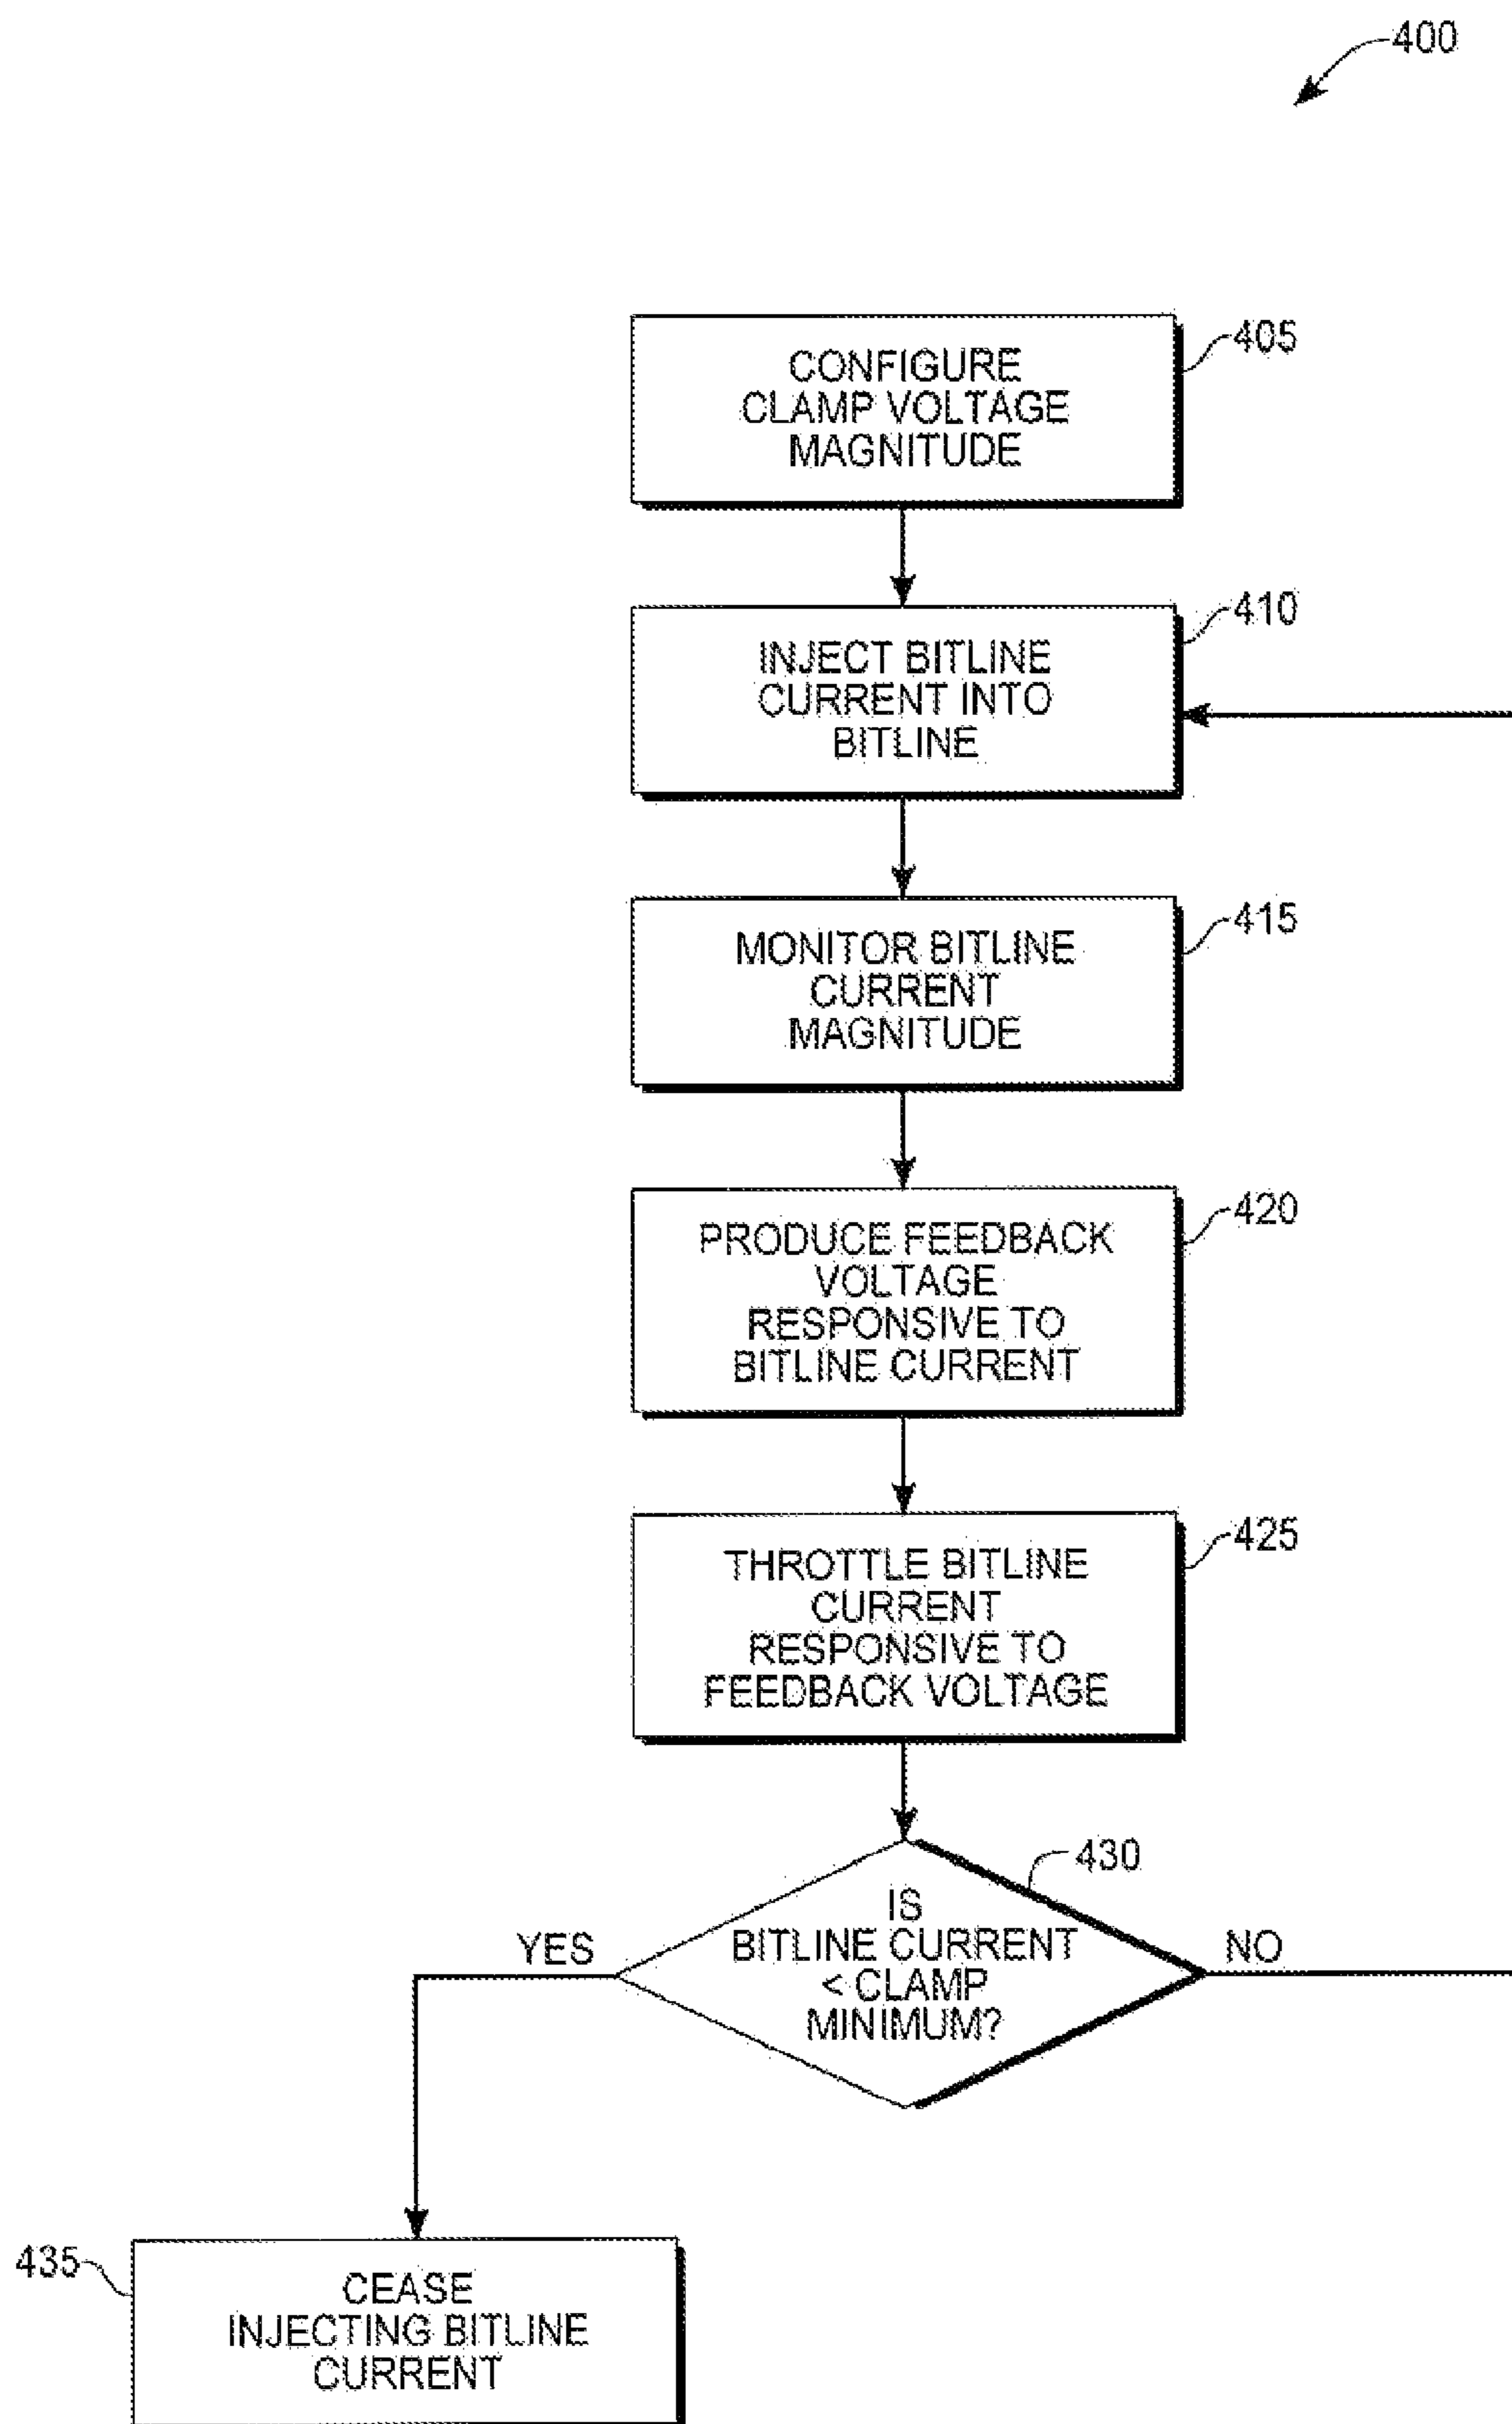 400
405
CONFIGURE
CLAMP VOLTAGE
MAGNITUDE
410
INJECT BITLINE
CURRENT INTO
BITLINE
415
MONITOR BITLINE
CURRENT
MAGNITUDE
420
PRODUCE FEEDBACK
VOLTAGE
RESPONSIVE TO
BITLINE CURRENT
425
THROTTLE BITLINE
CURRENT
RESPONSIVE TO
FEEDBACK VOLTAGE
430
IS
BITLINE CURRENT
< CLAMP
MINIMUM?
YES
NO
435
CEASE
INJECTING BITLINE
CURRENT